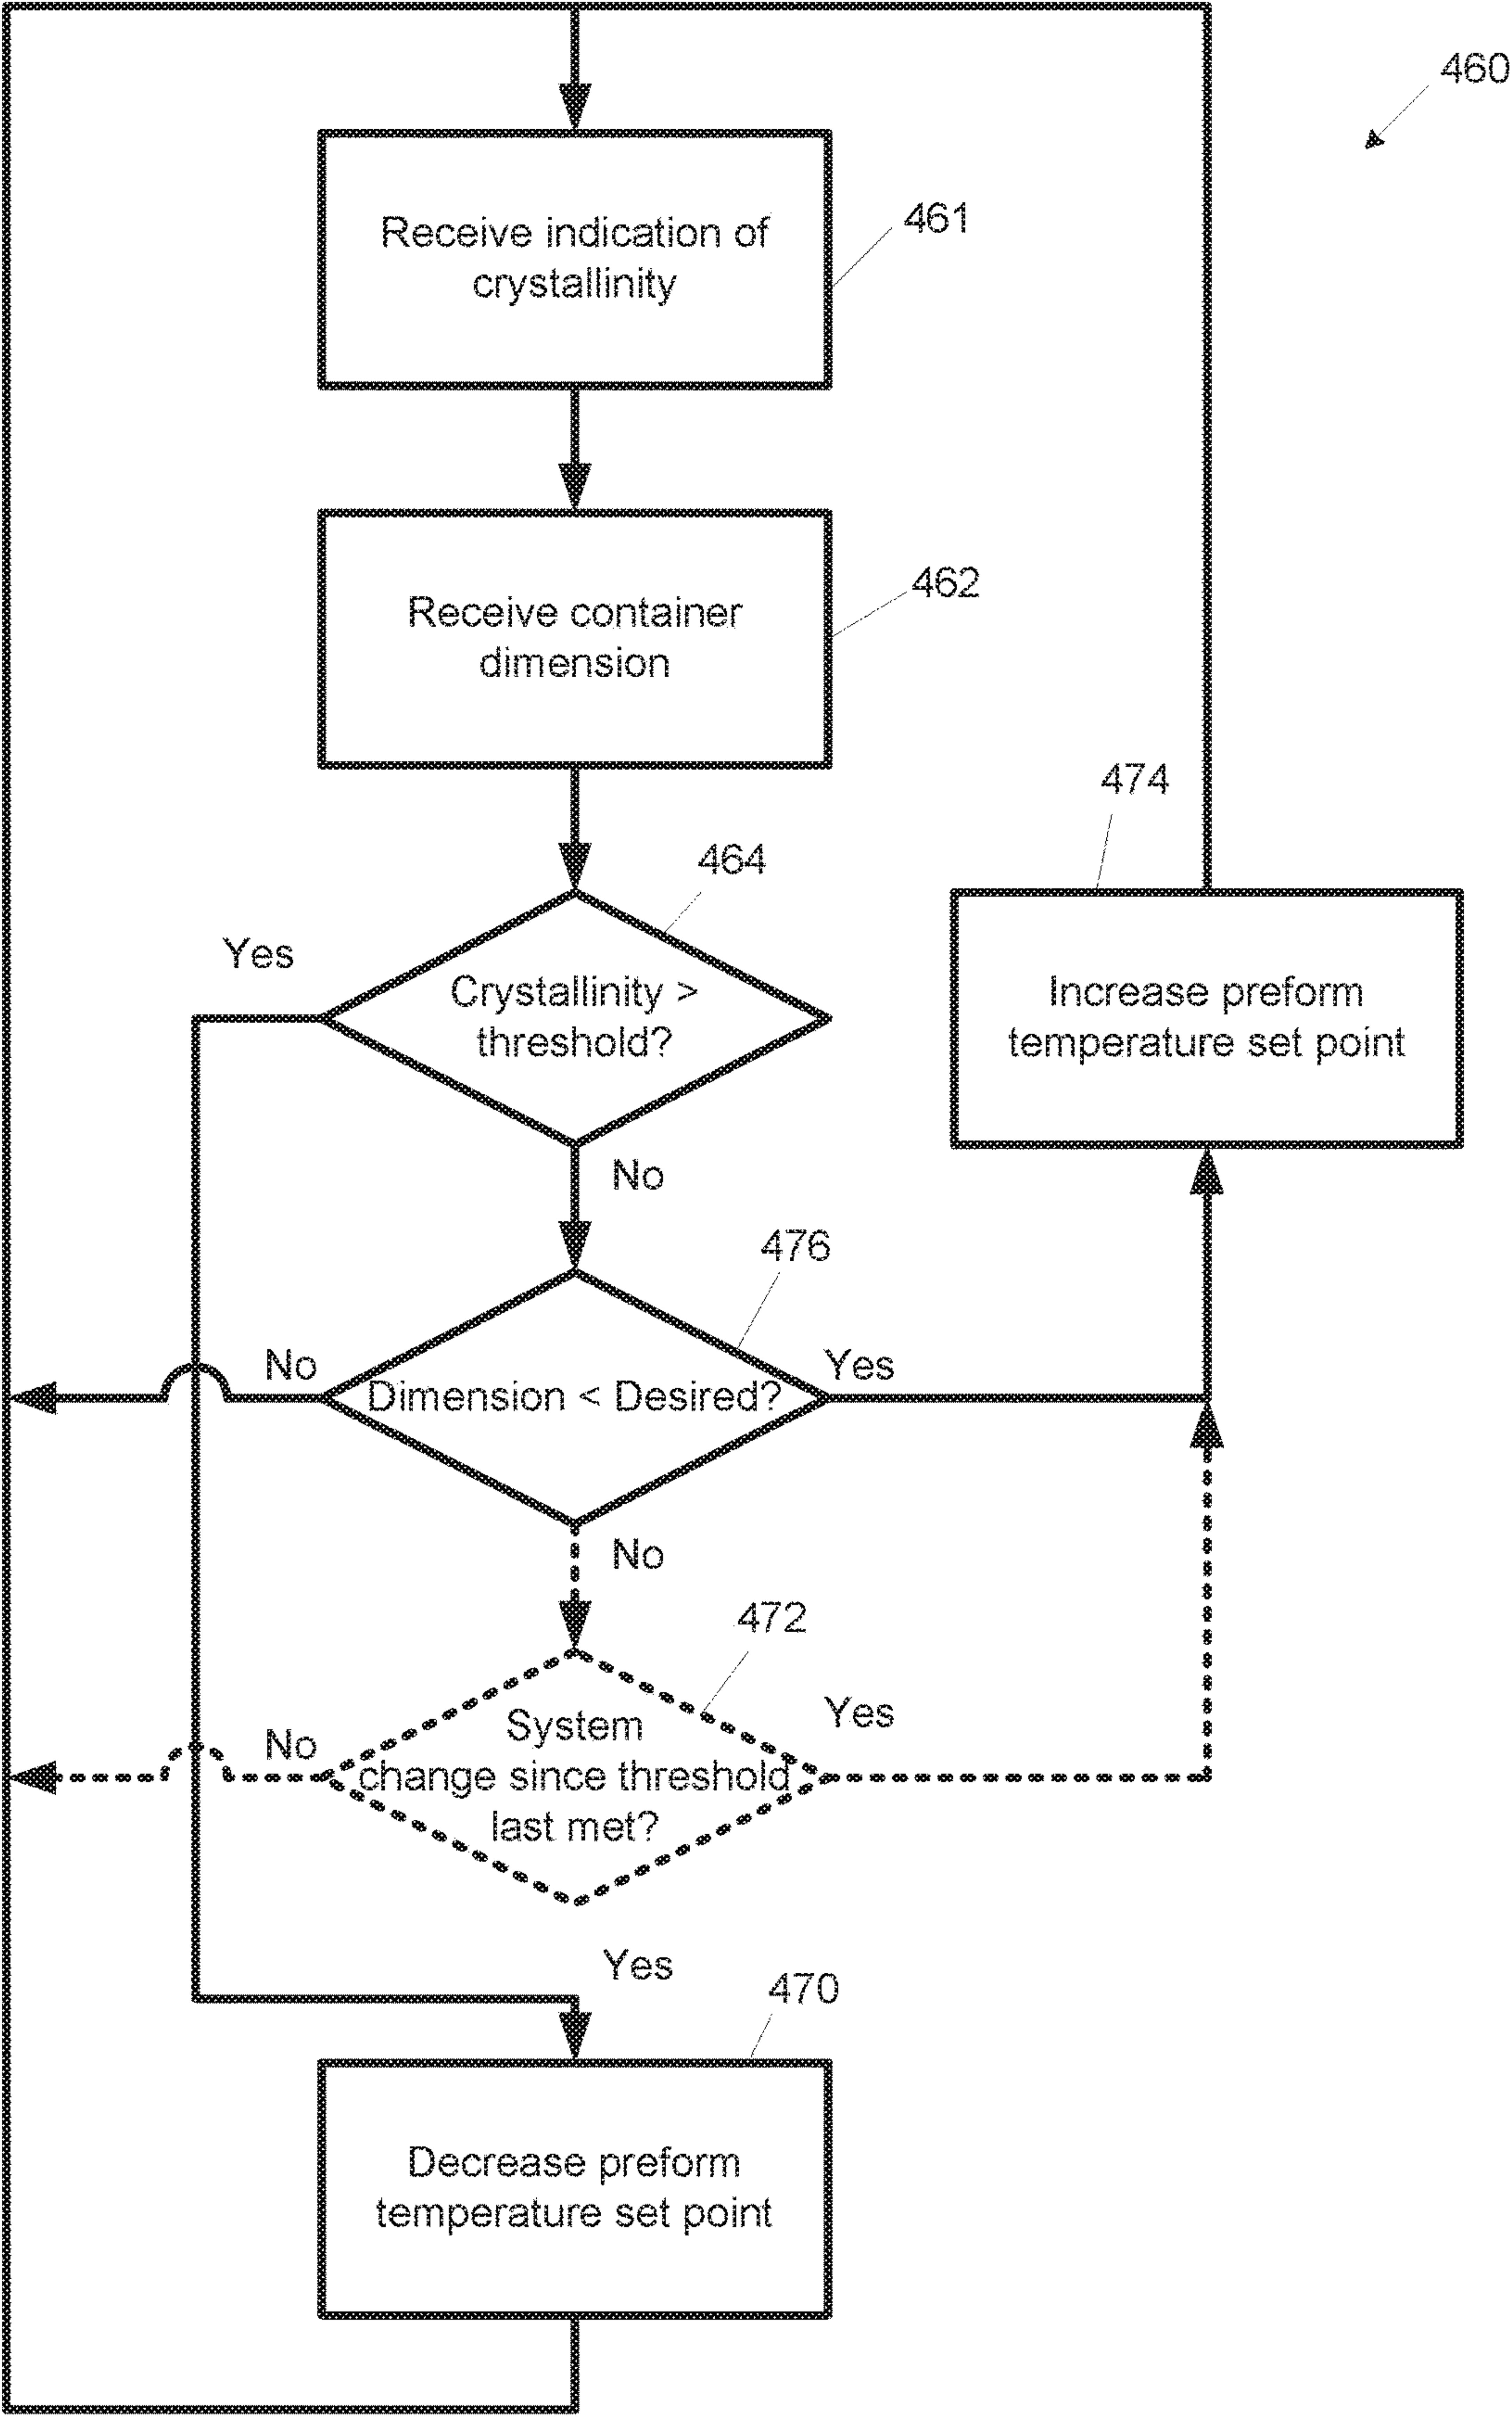 460
Receive indication of
crystallinity
461
Receive container
dimension
462
474
464
Yes
Crystallinity >
threshold?
Increase preform
temperature set point
No
476
No
Dimension < Desired?
Yes
No
472
Yes
No
System
change since threshold
last met?
Yes
470
Decrease preform
temperature set point